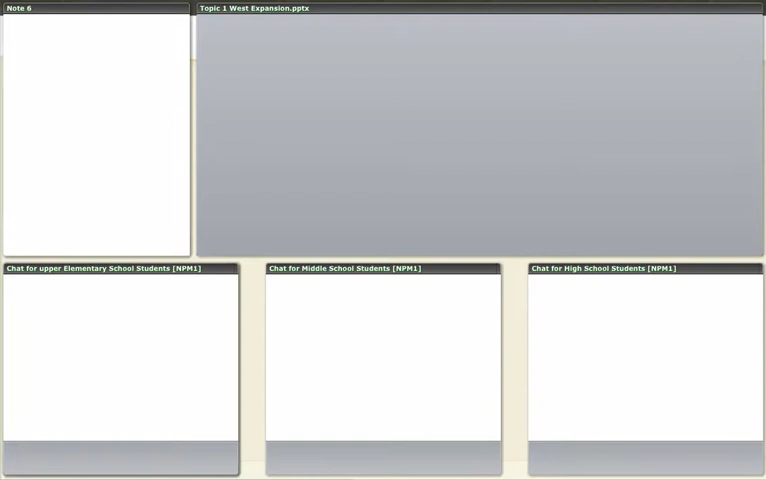 Note 6
Topic 1 West Expansion.pptx
Chat for upper Elementary School Students [NPM1]
Chat for Middle School Students [NPM1]
Chat for High School Students [NPM1]